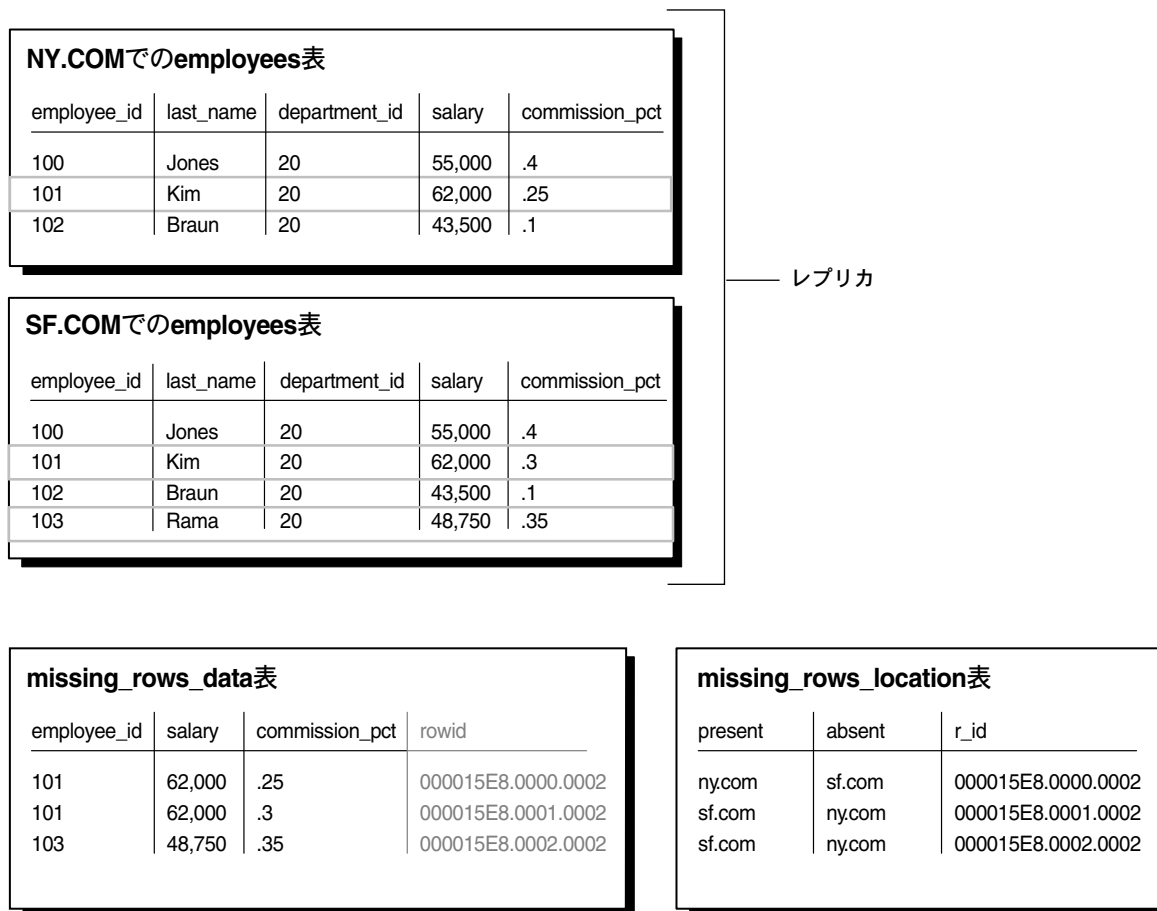 NY.COMでのemployees表
employee_id last_name department_id salary commission_pct
100 Jones 20 55,000 .4
101 Kim 20 62,000 .25
102 Braun 20 43,500 .1
レプリカ
SF.COMでのemployees表
employee_id last_name department_id salary commission_pct
100 Jones 20 55,000 .4
101 Kim 20 62,000 .3
102 Braun 20 43,500 .1
103 Rama 20 48,750 .35
missing_rows_data表
employee_id salary commission_pct rowid
101 62,000 .25 000015E8.0000.0002
101 62,000 .3 000015E8.0001.0002
103 48,750 .35 000015E8.0002.0002
missing_rows_location表
present absent r_id
ny.com sf.com 000015E8.0000.0002
sf.com ny.com 000015E8.0001.0002
sf.com ny.com 000015E8.0002.0002